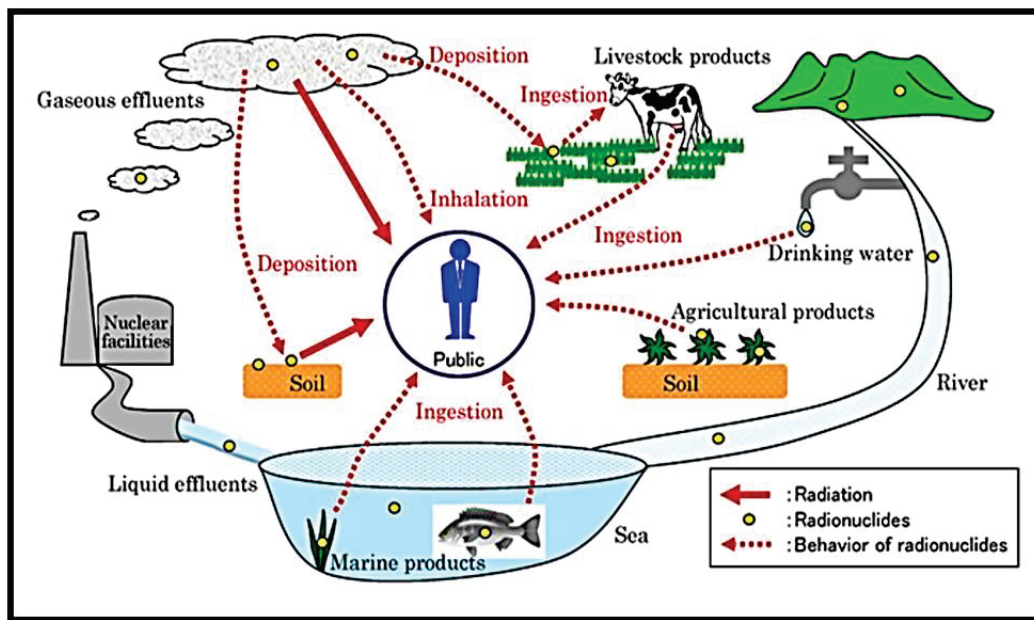 Deposition
Livestock products
Gaseous effluents
Ingestion
Inhalation
Ingestion
Deposition
Drinking water
Agricultural products
Nuclear
facilities
Public
Soil
Soil
River
Ingestion
Liquid effluents
Sea
Marine products
:Radiation
:Radionuclides
:Behavior of radionuclides